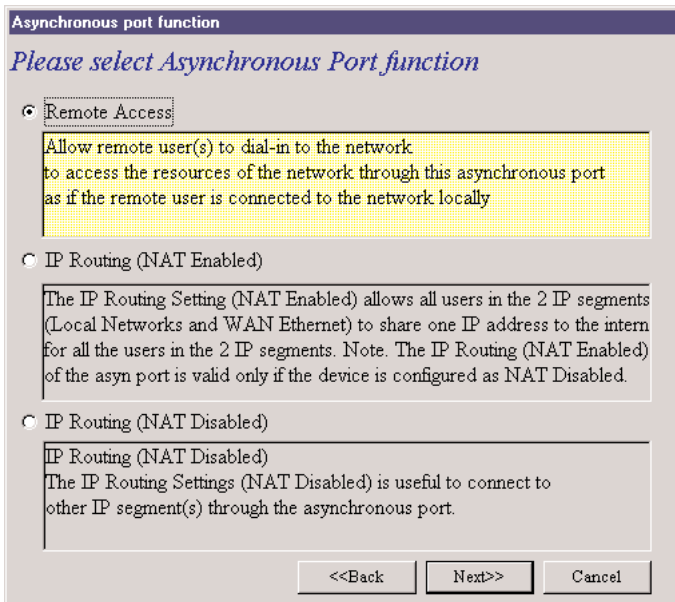 Asynchronous port function
Please select Asynchronous Port function
Remote Access
Allow remote user(s) to dial-in to the network
to access the resources of the network through this asynchronous port
as if the remote user is connected to the network locally
IP Routing (NAT Enabled)
The IP Routing Setting (NAT Enabled) allows all users in the 2 IP segments
(Local Networks and WAN Ethernet) to share one IP address to the intern
for all the users in the 2 IP segments. Note. The IP Routing (NAT Enabled)
of the asyn port is valid only if the device is configured as NAT Disabled.
IP Routing (NAT Disabled)
IP Routing (NAT Disabled)
The IP Routing Settings (NAT Disabled) is useful to connect to
other IP segment(s) through the asynchronous port.
<<Back Next>> Cancel